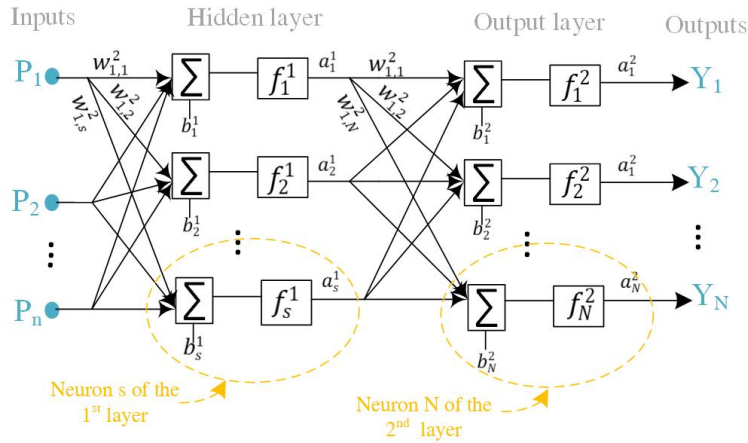 Inputs Hidden layer Output layer Outputs
P₁ w²₁,₁ Σ f¹₁ a¹₁ w²₁,₁ Σ f²₁ a²₁ Y₁
w²₁,₂ w²₁,₂
w²₁,s w²₁,N
b¹₁ b²₁
P₂ Σ f¹₂ a¹₂ Σ f²₂ a²₁ Y₂
b¹₂ b²₂
Pₙ Σ f¹s a¹s Σ f²N a²N Y_N
b¹s b²N
Neuron s of the
1ˢᵗ layer
Neuron N of the
2ⁿᵈ layer